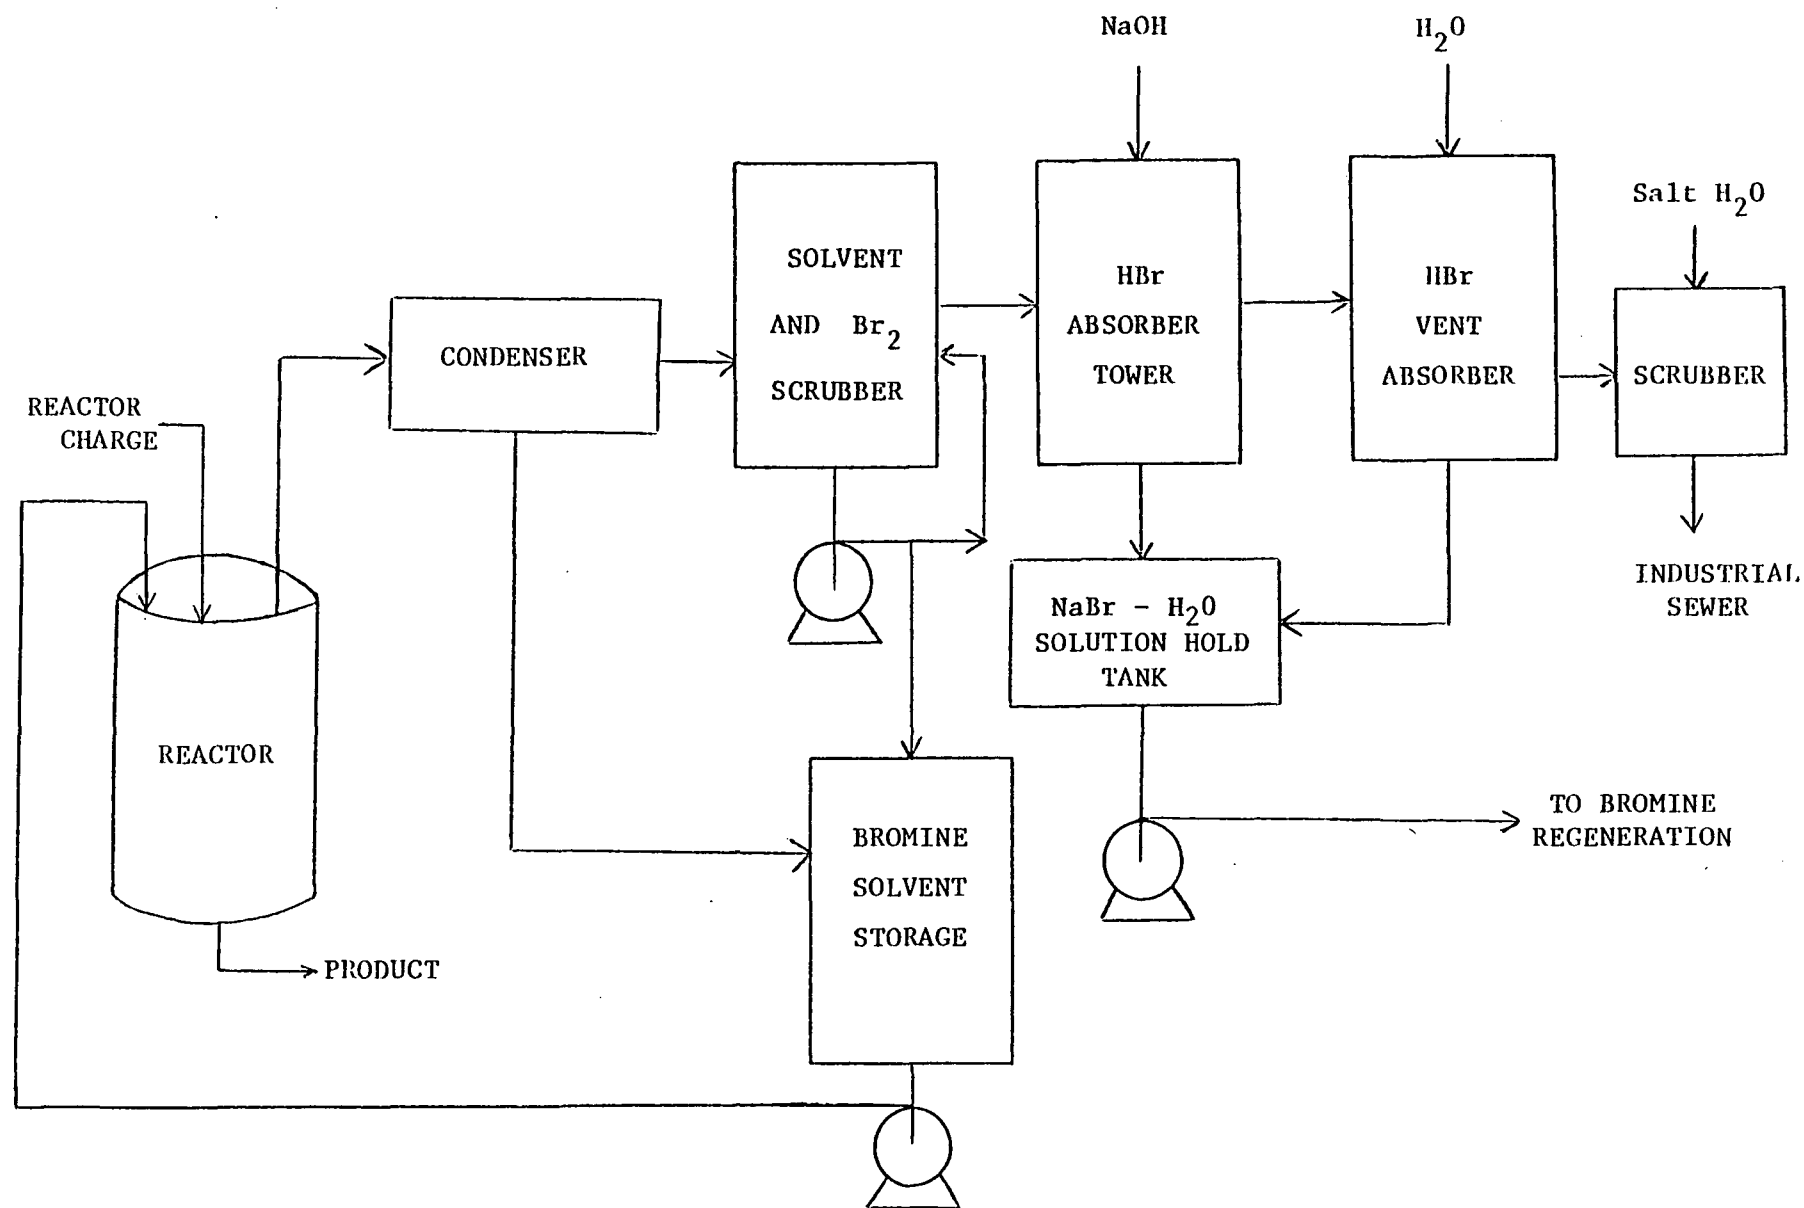 NaOH
H2O
Salt H2O
SOLVENT
AND Br2
SCRUBBER
HBr
ABSORBER
TOWER
HBr
VENT
ABSORBER
CONDENSER
SCRUBBER
REACTOR
CHARGE
INDUSTRIAL
SEWER
NaBr - H2O
SOLUTION HOLD
TANK
REACTOR
TO BROMINE
REGENERATION
BROMINE
SOLVENT
STORAGE
PRODUCT